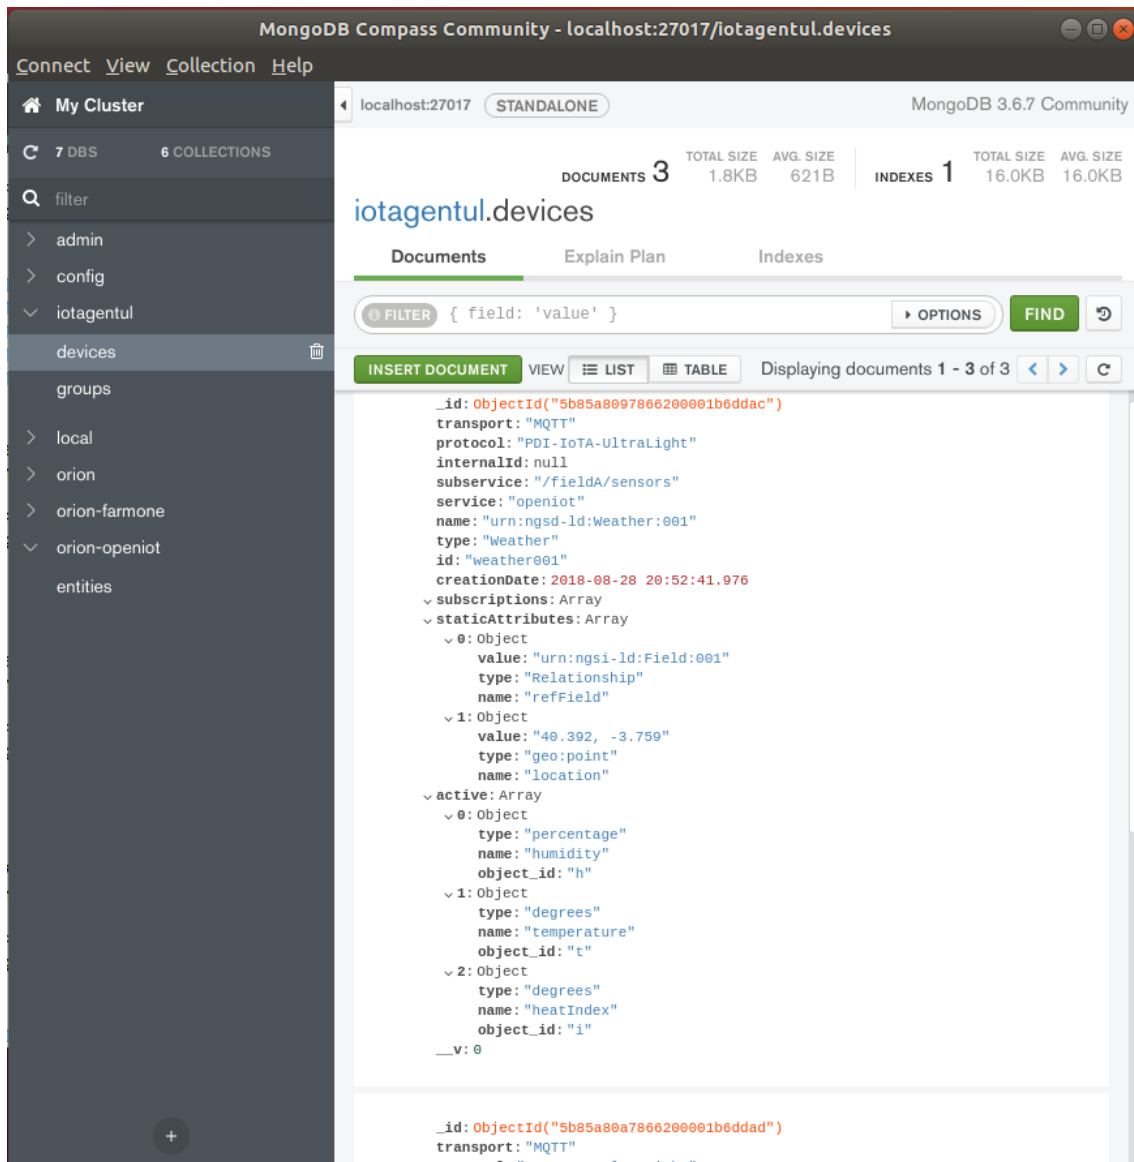 MongoDB Compass Community - localhost:27017/iotagentul.devices
Connect View Collection Help
My Cluster
7 DBS 6 COLLECTIONS
filter
admin
config
iotagentul
devices
groups
local
orion
orion-farmone
orion-openiot
entities
localhost:27017 STANDALONE MongoDB 3.6.7 Community
DOCUMENTS 3 TOTAL SIZE 1.8KB AVG. SIZE 621B INDEXES 1 TOTAL SIZE 16.0KB AVG. SIZE 16.0KB
iotagentul.devices
Documents Explain Plan Indexes
FILTER { field: 'value' } OPTIONS FIND
INSERT DOCUMENT VIEW LIST TABLE Displaying documents 1 - 3 of 3
_id: ObjectId("5b85a8097866200001b6ddac")
transport: "MQTT"
protocol: "PDI-IoTA-UltraLight"
internalId: null
subservice: "/fieldA/sensors"
service: "openiot"
name: "urn:ngsd-ld:Weather:001"
type: "Weather"
id: "weather001"
creationDate: 2018-08-28 20:52:41.976
subscriptions: Array
staticAttributes: Array
0: Object
value: "urn:ngsi-ld:Field:001"
type: "Relationship"
name: "refField"
1: Object
value: "40.392, -3.759"
type: "geo:point"
name: "location"
active: Array
0: Object
type: "percentage"
name: "humidity"
object_id: "h"
1: Object
type: "degrees"
name: "temperature"
object_id: "t"
2: Object
type: "degrees"
name: "heatIndex"
object_id: "i"
__v: 0
_id: ObjectId("5b85a80a7866200001b6ddad")
transport: "MQTT"